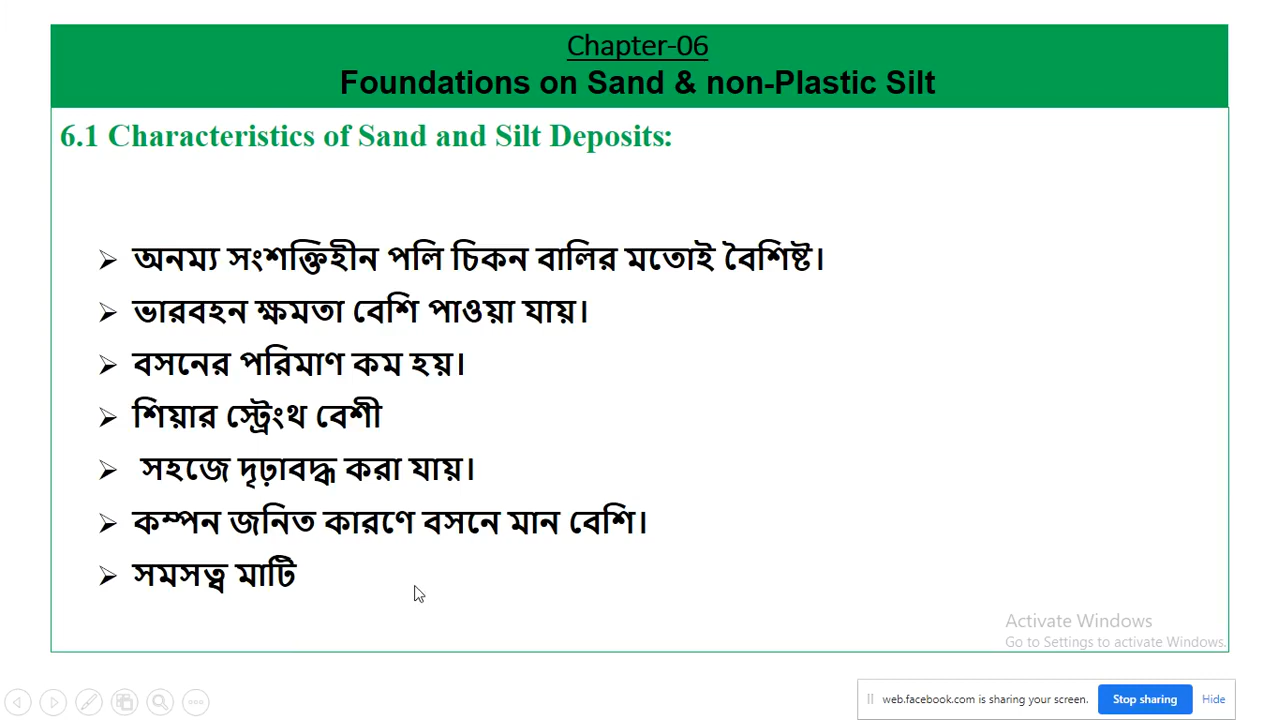 Chapter-06
Foundations on Sand & non-Plastic Silt
6.1 Characteristics of Sand and Silt Deposits:
➢ অনম্য সংশক্তিহীন পলি চিকন বালির মতোই বৈশিষ্ট।
➢ ভারবহন ক্ষমতা বেশি পাওয়া যায়।
➢ বসনের পরিমাণ কম হয়।
➢ শিয়ার স্ট্রেংথ বেশী
➢ সহজে দৃঢ়াবদ্ধ করা যায়।
➢ কম্পন জনিত কারণে বসনে মান বেশি।
➢ সমসত্ব মাটি
Activate Windows
Go to Settings to activate Windows.
web.facebook.com is sharing your screen. Stop sharing Hide